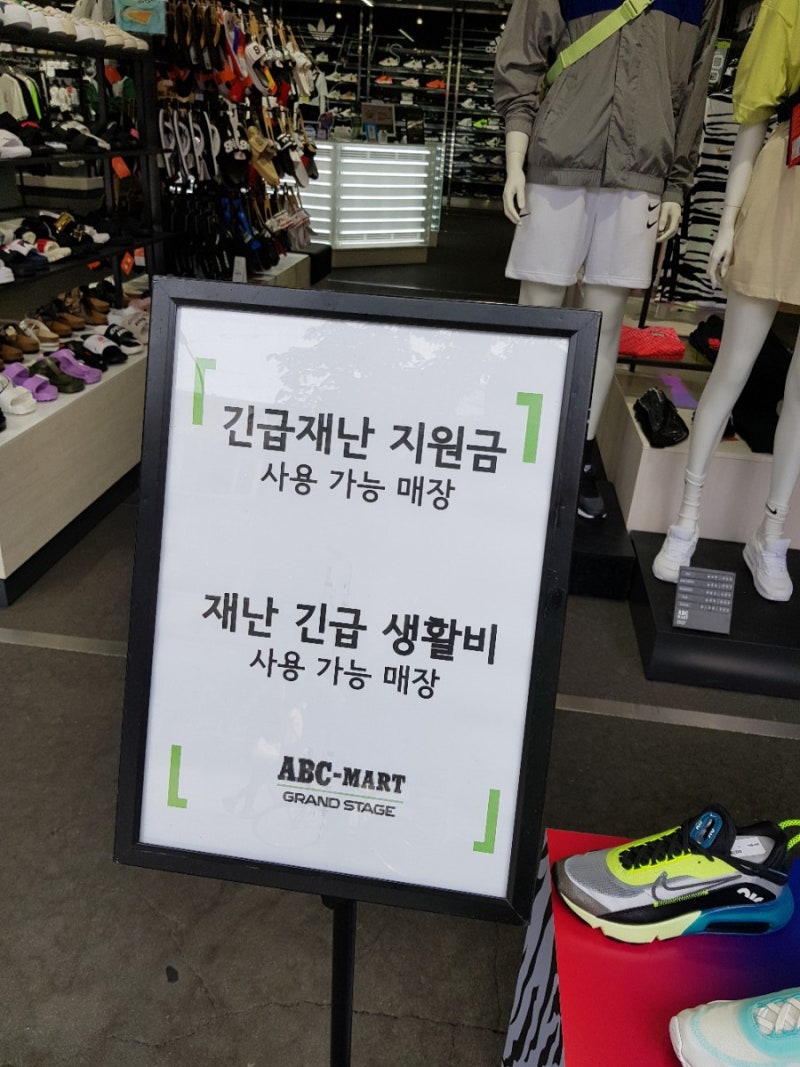 긴급재난 지원금
사용 가능 매장
재난 긴급 생활비
사용 가능 매장
ABC-MART
GRAND STAGE